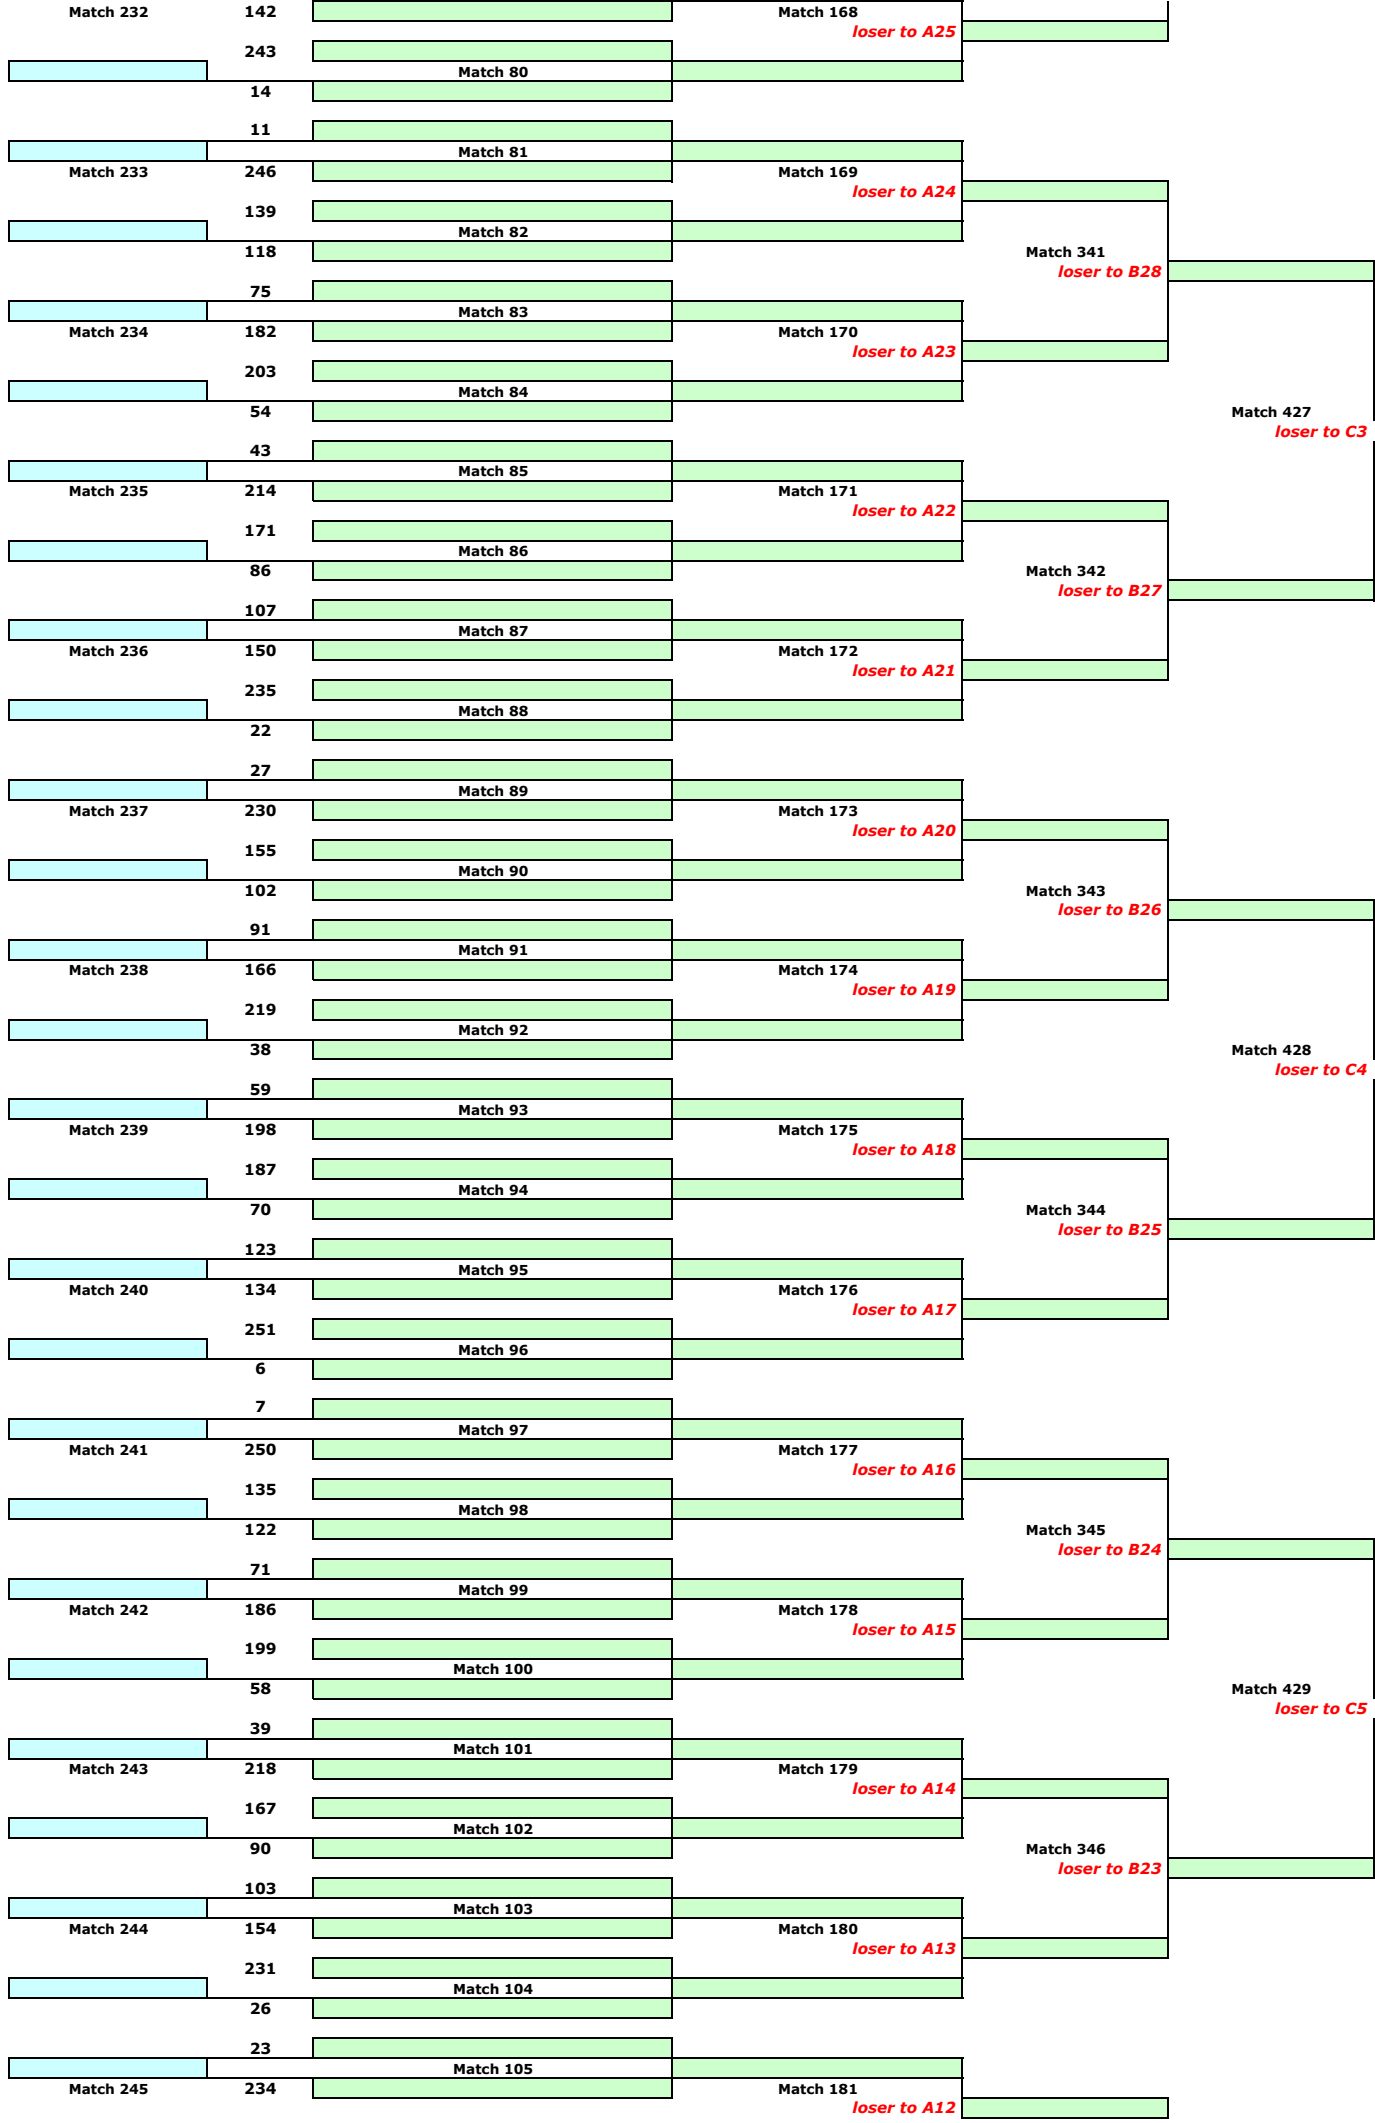 Match 232 142 Match 168
loser to A25
243
Match 80
14
11
Match 81
Match 233 246 Match 169
loser to A24
139
Match 82
118 Match 341
loser to B28
75
Match 83
Match 234 182 Match 170
loser to A23
203
Match 84
54 Match 427
loser to C3
43
Match 85
Match 235 214 Match 171
loser to A22
171
Match 86
86 Match 342
loser to B27
107
Match 87
Match 236 150 Match 172
loser to A21
235
Match 88
22
27
Match 89
Match 237 230 Match 173
loser to A20
155
Match 90
102 Match 343
loser to B26
91
Match 91
Match 238 166 Match 174
loser to A19
219
Match 92
38 Match 428
loser to C4
59
Match 93
Match 239 198 Match 175
loser to A18
187
Match 94
70 Match 344
loser to B25
123
Match 95
Match 240 134 Match 176
loser to A17
251
Match 96
6
7
Match 97
Match 241 250 Match 177
loser to A16
135
Match 98
122 Match 345
loser to B24
71
Match 99
Match 242 186 Match 178
loser to A15
199
Match 100
58 Match 429
loser to C5
39
Match 101
Match 243 218 Match 179
loser to A14
167
Match 102
90 Match 346
loser to B23
103
Match 103
Match 244 154 Match 180
loser to A13
231
Match 104
26
23
Match 105
Match 245 234 Match 181
loser to A12